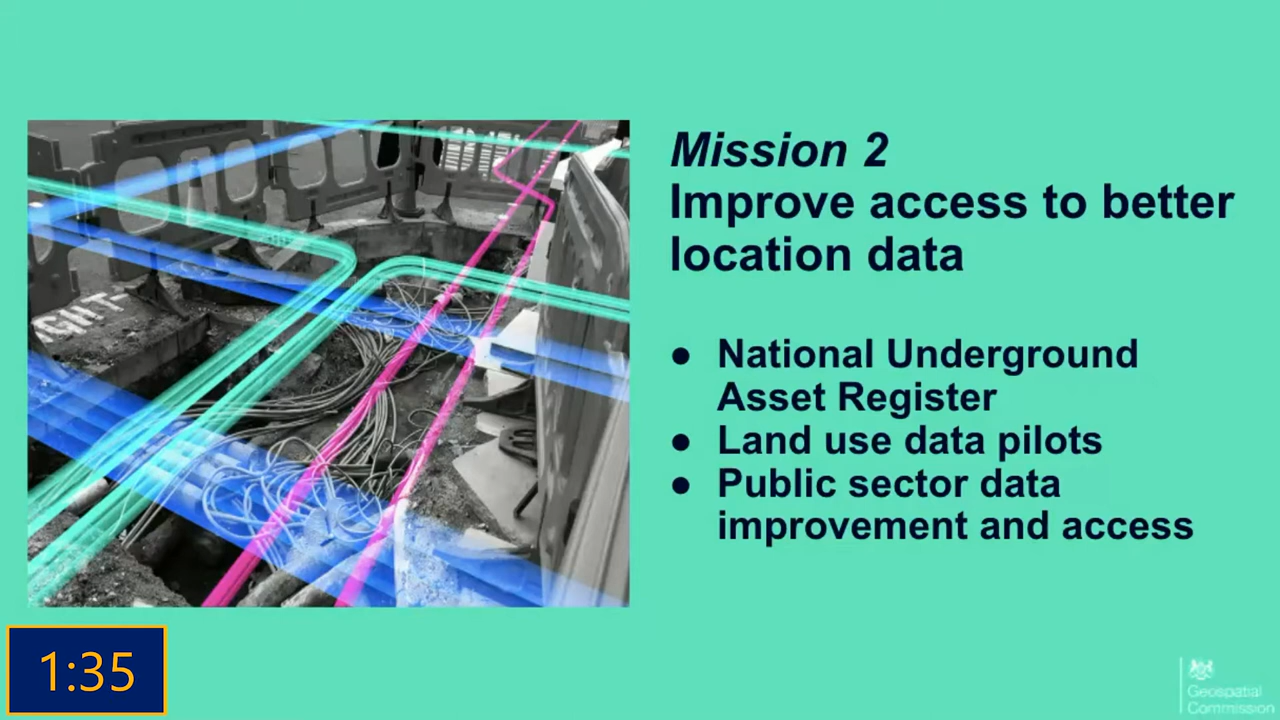 Mission 2
Improve access to better
location data
● National Underground
Asset Register
● Land use data pilots
● Public sector data
improvement and access
GHT
1:35
Geospatial
Commission